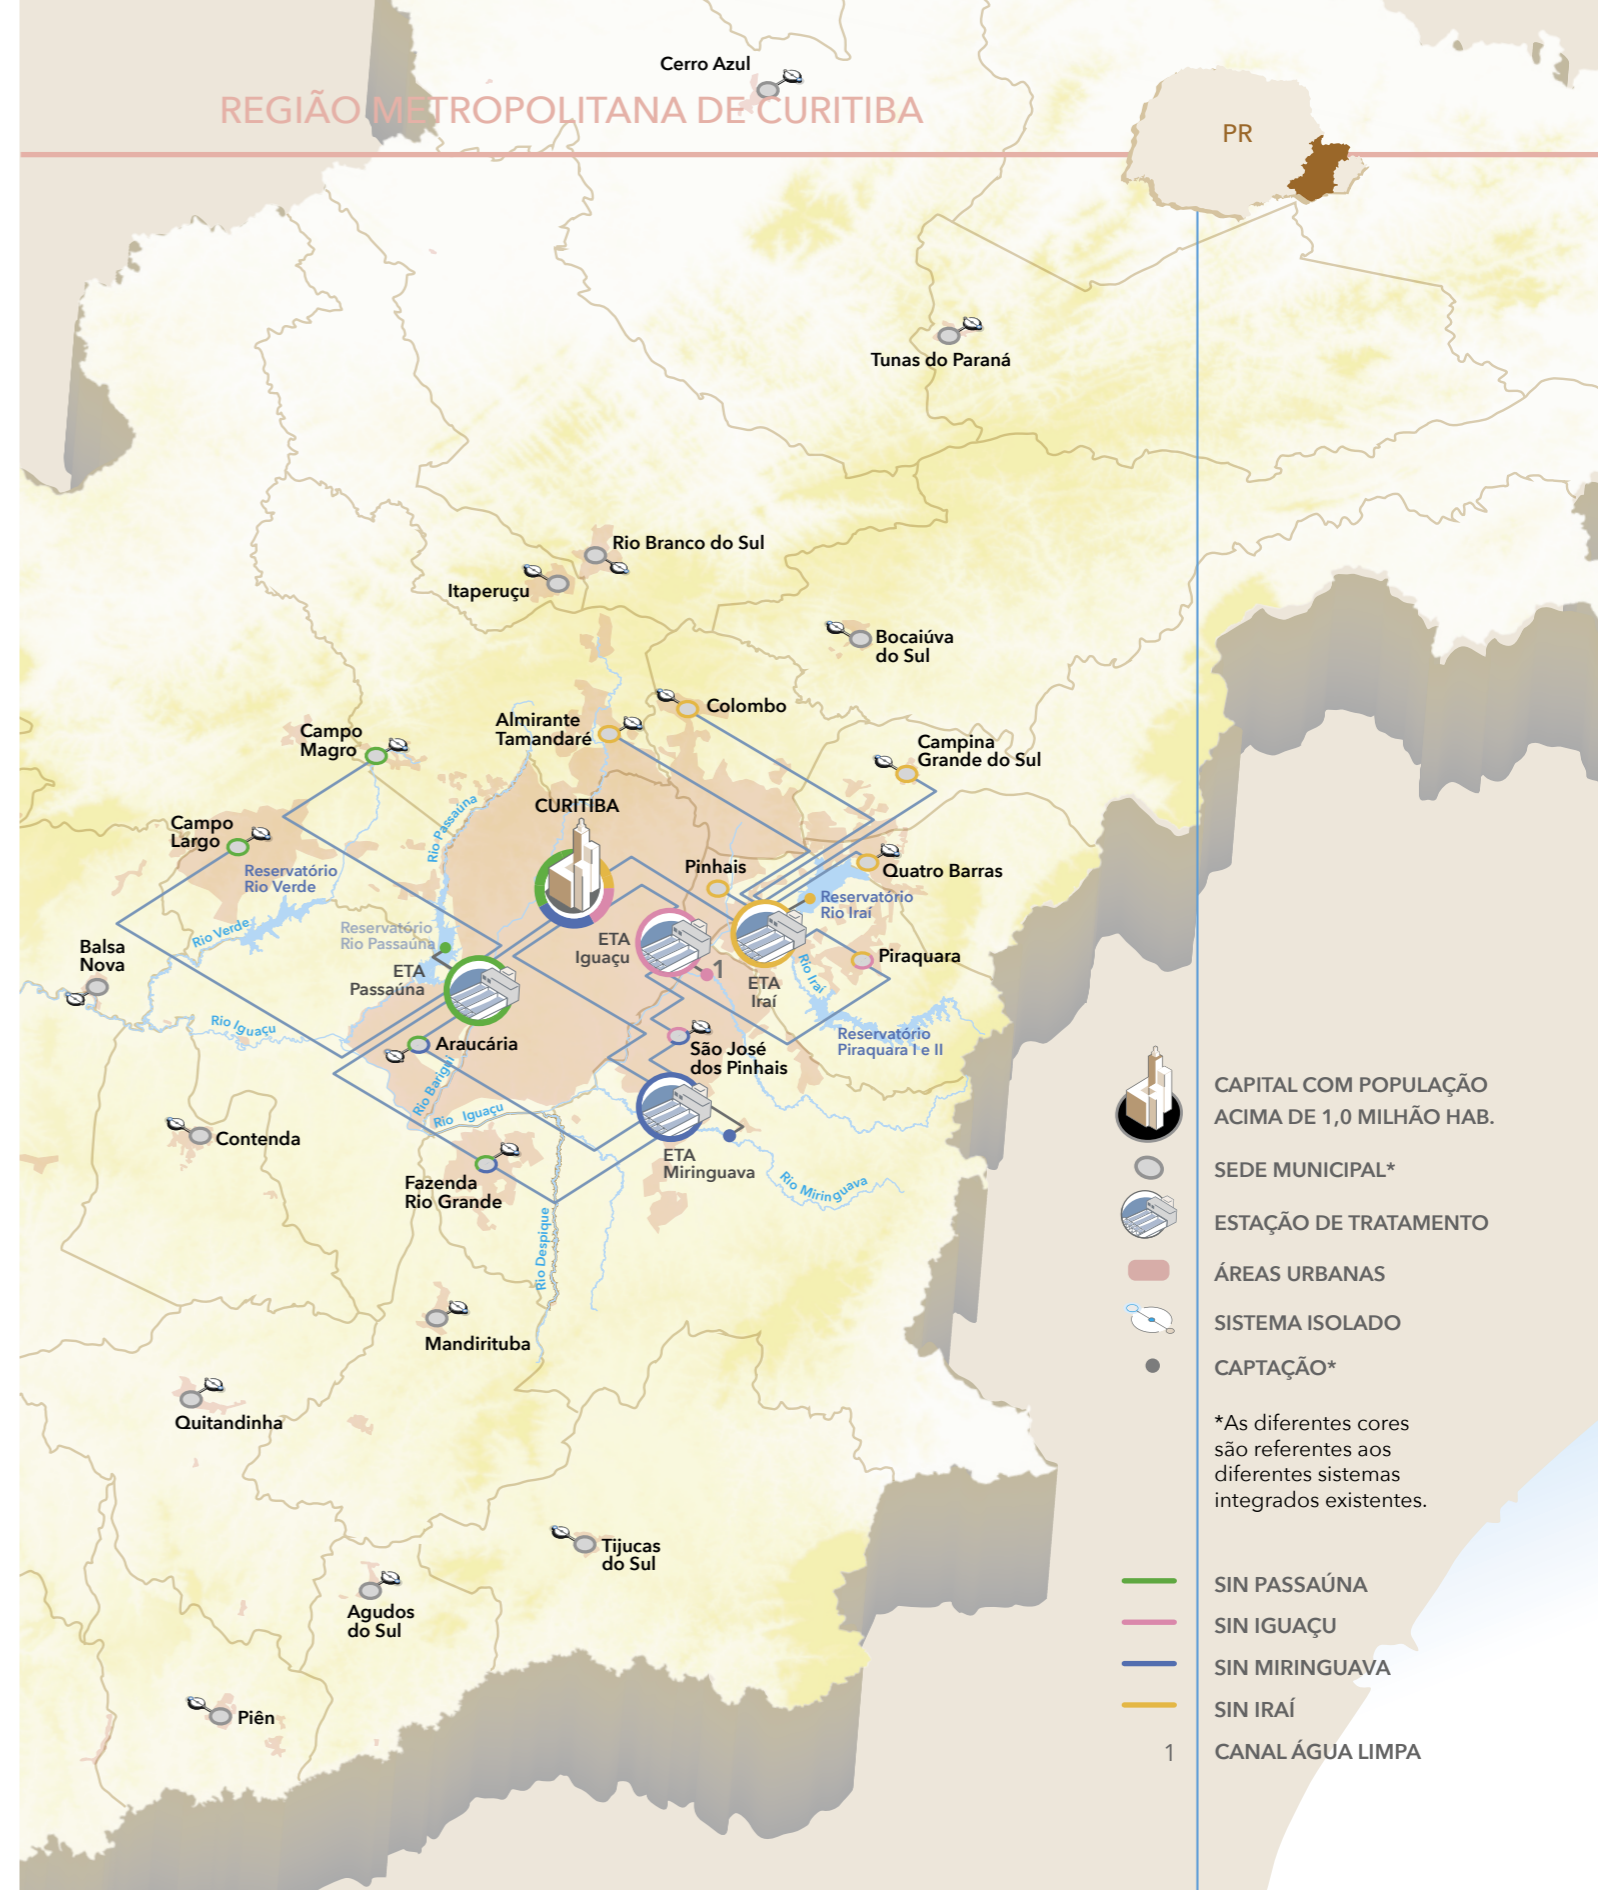 Cerro Azul
REGIÃO METROPOLITANA DE CURITIBA
PR
Tunas do Paraná
Rio Branco do Sul
Itaperuçu
Bocaiúva
do Sul
Colombo
Almirante
Tamandaré
Campo
Magro
Campina
Grande do Sul
CURITIBA
Rio Passaúna
Campo
Largo
Reservatório
Rio Verde
Pinhais
Quatro Barras
Reservatório
Rio Iraí
Rio Verde
Reservatório
Rio Passaúna
ETA
Iguaçu
Balsa
Nova
ETA
Passaúna
1
ETA
Iraí
Rio Iraí
Piraquara
Rio Iguaçu
Araucária
São José
dos Pinhais
Reservatório
Piraquara I e II
Rio Barigui
Rio Iguaçu
Contenda
ETA
Miringuava
Rio Miringuava
Fazenda
Rio Grande
Rio Despique
Mandirituba
Quitandinha
Tijucas
do Sul
Agudos
do Sul
Piên
CAPITAL COM POPULAÇÃO
ACIMA DE 1,0 MILHÃO HAB.
SEDE MUNICIPAL*
ESTAÇÃO DE TRATAMENTO
ÁREAS URBANAS
SISTEMA ISOLADO
CAPTAÇÃO*
*As diferentes cores
são referentes aos
diferentes sistemas
integrados existentes.
SIN PASSAÚNA
SIN IGUAÇU
SIN MIRINGUAVA
SIN IRAÍ
1 CANAL ÁGUA LIMPA